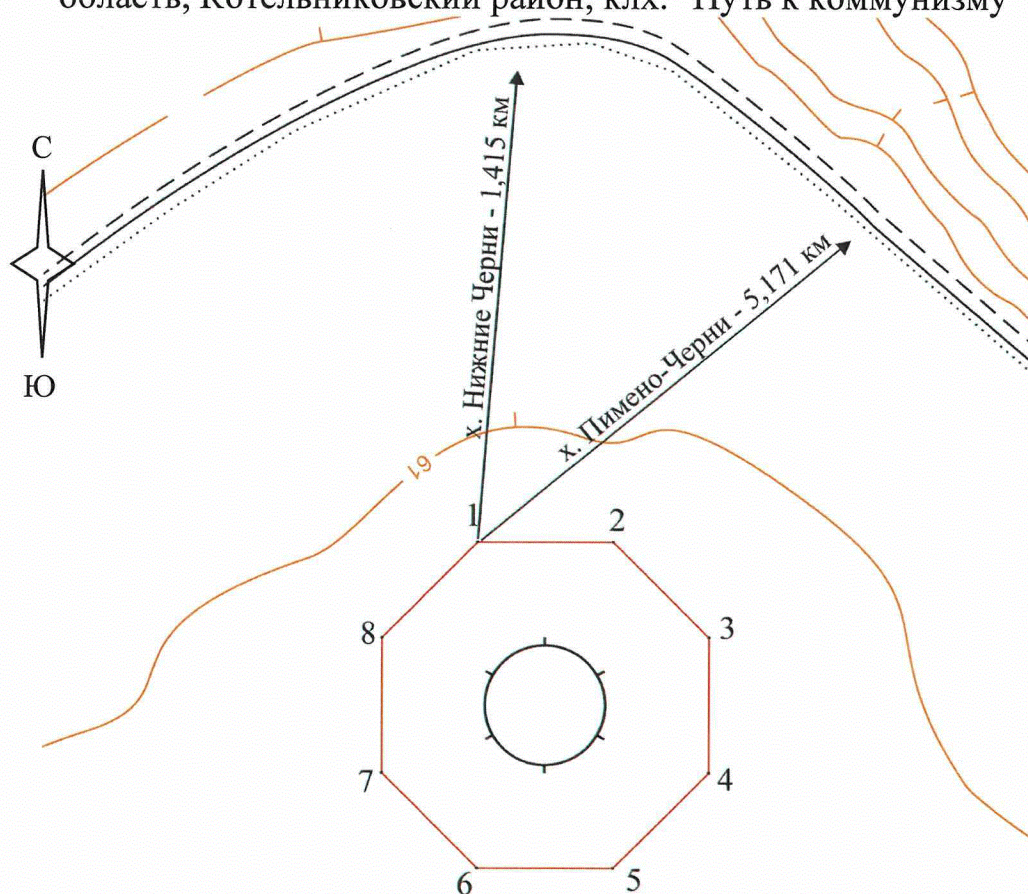 область, Котельниковский район, клх. "Путь к коммунизму"
С
Ю
х. Нижние Черни - 1,415 км
х. Пимено-Черни - 5,171 км
61
1
2
3
4
5
6
7
8